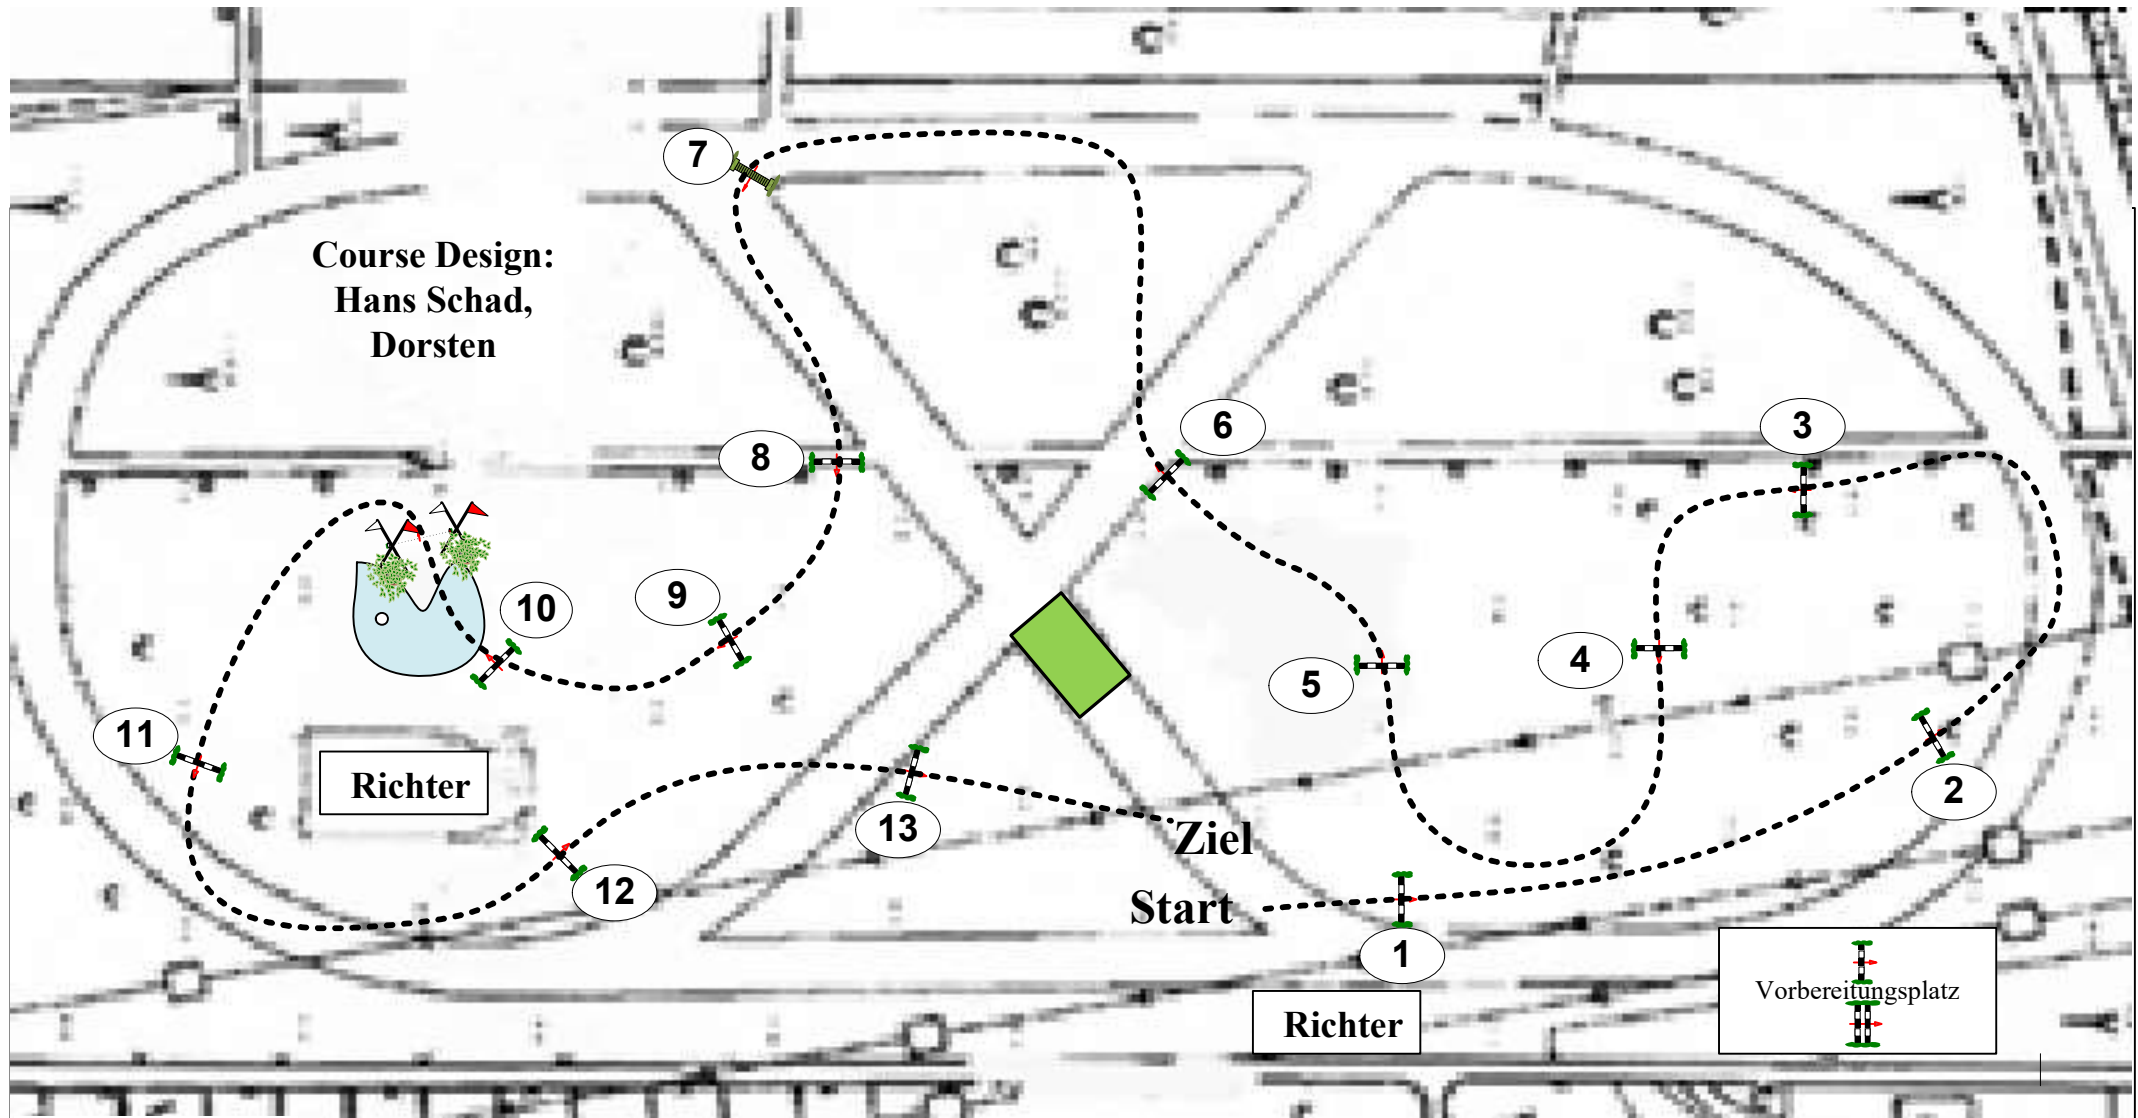 7
Course Design:
Hans Schad,
Dorsten
6
3
8
9
10
4
5
11
Richter
2
13
Ziel
12
Start
1
Vorbereitungsplatz
Richter